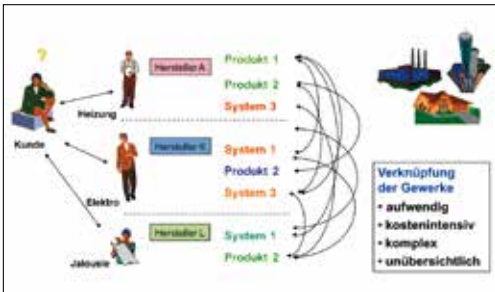 ?
Hersteller A
Produkt 1
Produkt 2
System 3
Heizung
Kunde
Hersteller K
System 1
Produkt 2
System 3
Elektro
Hersteller L
System 1
Produkt 2
Jalousie
Verknüpfung
der Gewerke
• aufwendig
• kostenintensiv
• komplex
• unübersichtlich